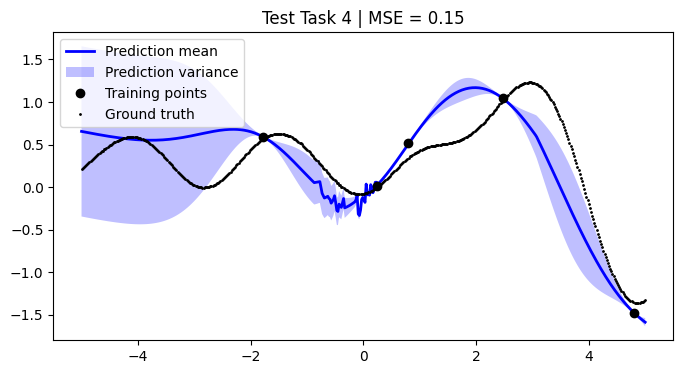 Test Task 4 | MSE = 0.15
Prediction mean
Prediction variance
Training points
Ground truth
1.5
1.0
0.5
0.0
−0.5
−1.0
−1.5
−4
−2
0
2
4